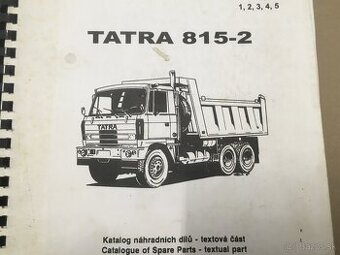 1, 2, 3, 4, 5
TATRA 815-2
TATRA
Katalog náhradních dílů - textová část
Catalogue of Spare Parts - textual part